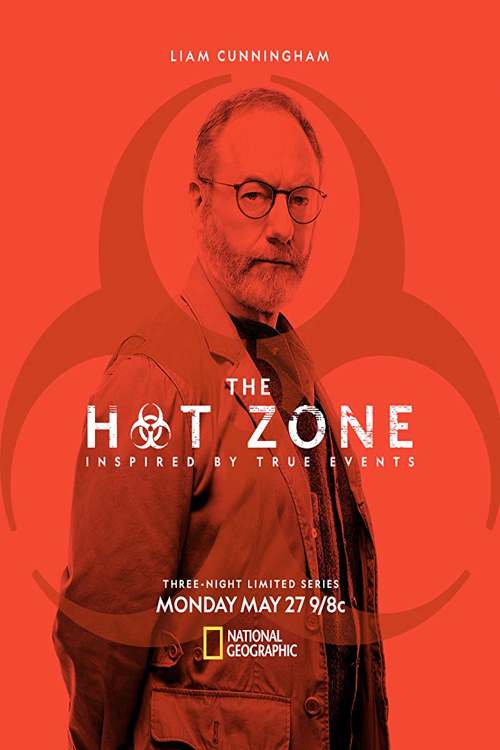 LIAM CUNNINGHAM
THE
HOT ZONE
INSPIRED BY TRUE EVENTS
THREE-NIGHT LIMITED SERIES
MONDAY MAY 27 9/8c
NATIONAL
GEOGRAPHIC